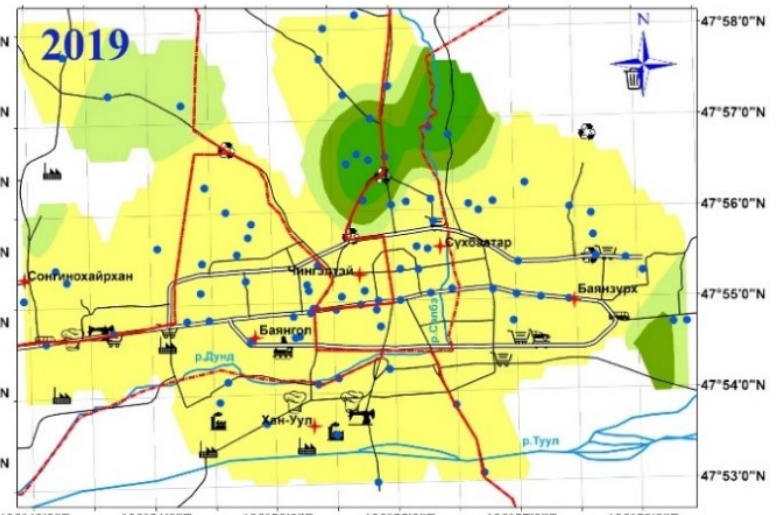 2019
N
47°58'0"N
47°57'0"N
47°56'0"N
Сүхбаатар
Чингэлтэй
Сонгинохайрхан
47°55'0"N
Баянзүрх
р.Сэлбэ
Баянгол
р.Дунд
47°54'0"N
Хан-Уул
р.Туул
47°53'0"N